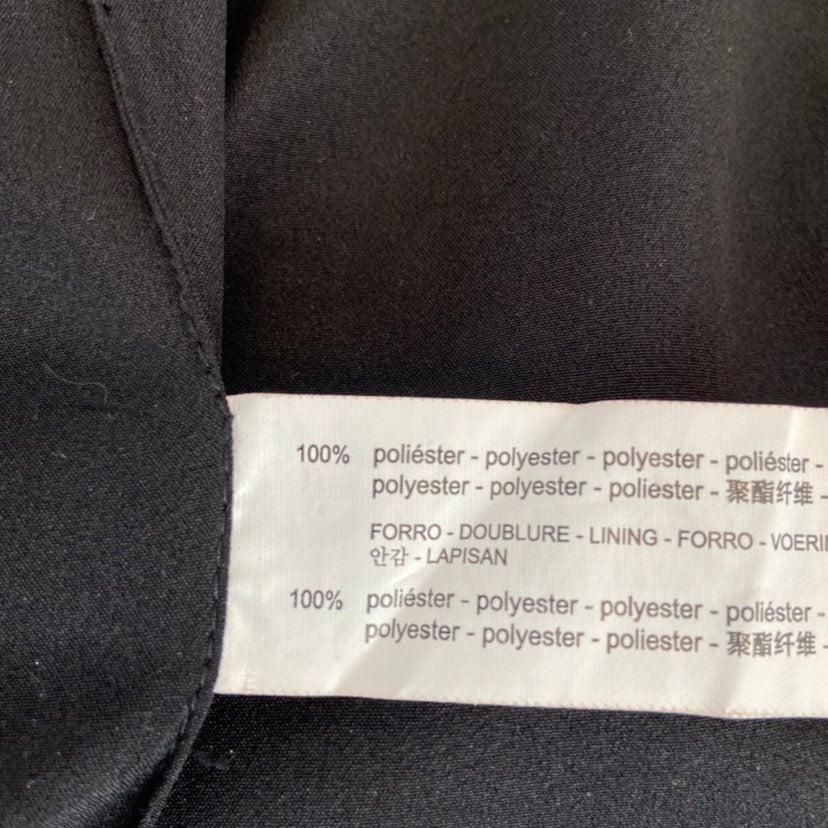 100% poliéster - polyester - polyester - poliéster -
polyester - polyester - poliester - 聚酯纤维 -
FORRO - DOUBLURE - LINING - FORRO - VOERI
안감 - LAPISAN
100% poliéster - polyester - polyester - poliéster -
polyester - polyester - poliester - 聚酯纤维 -